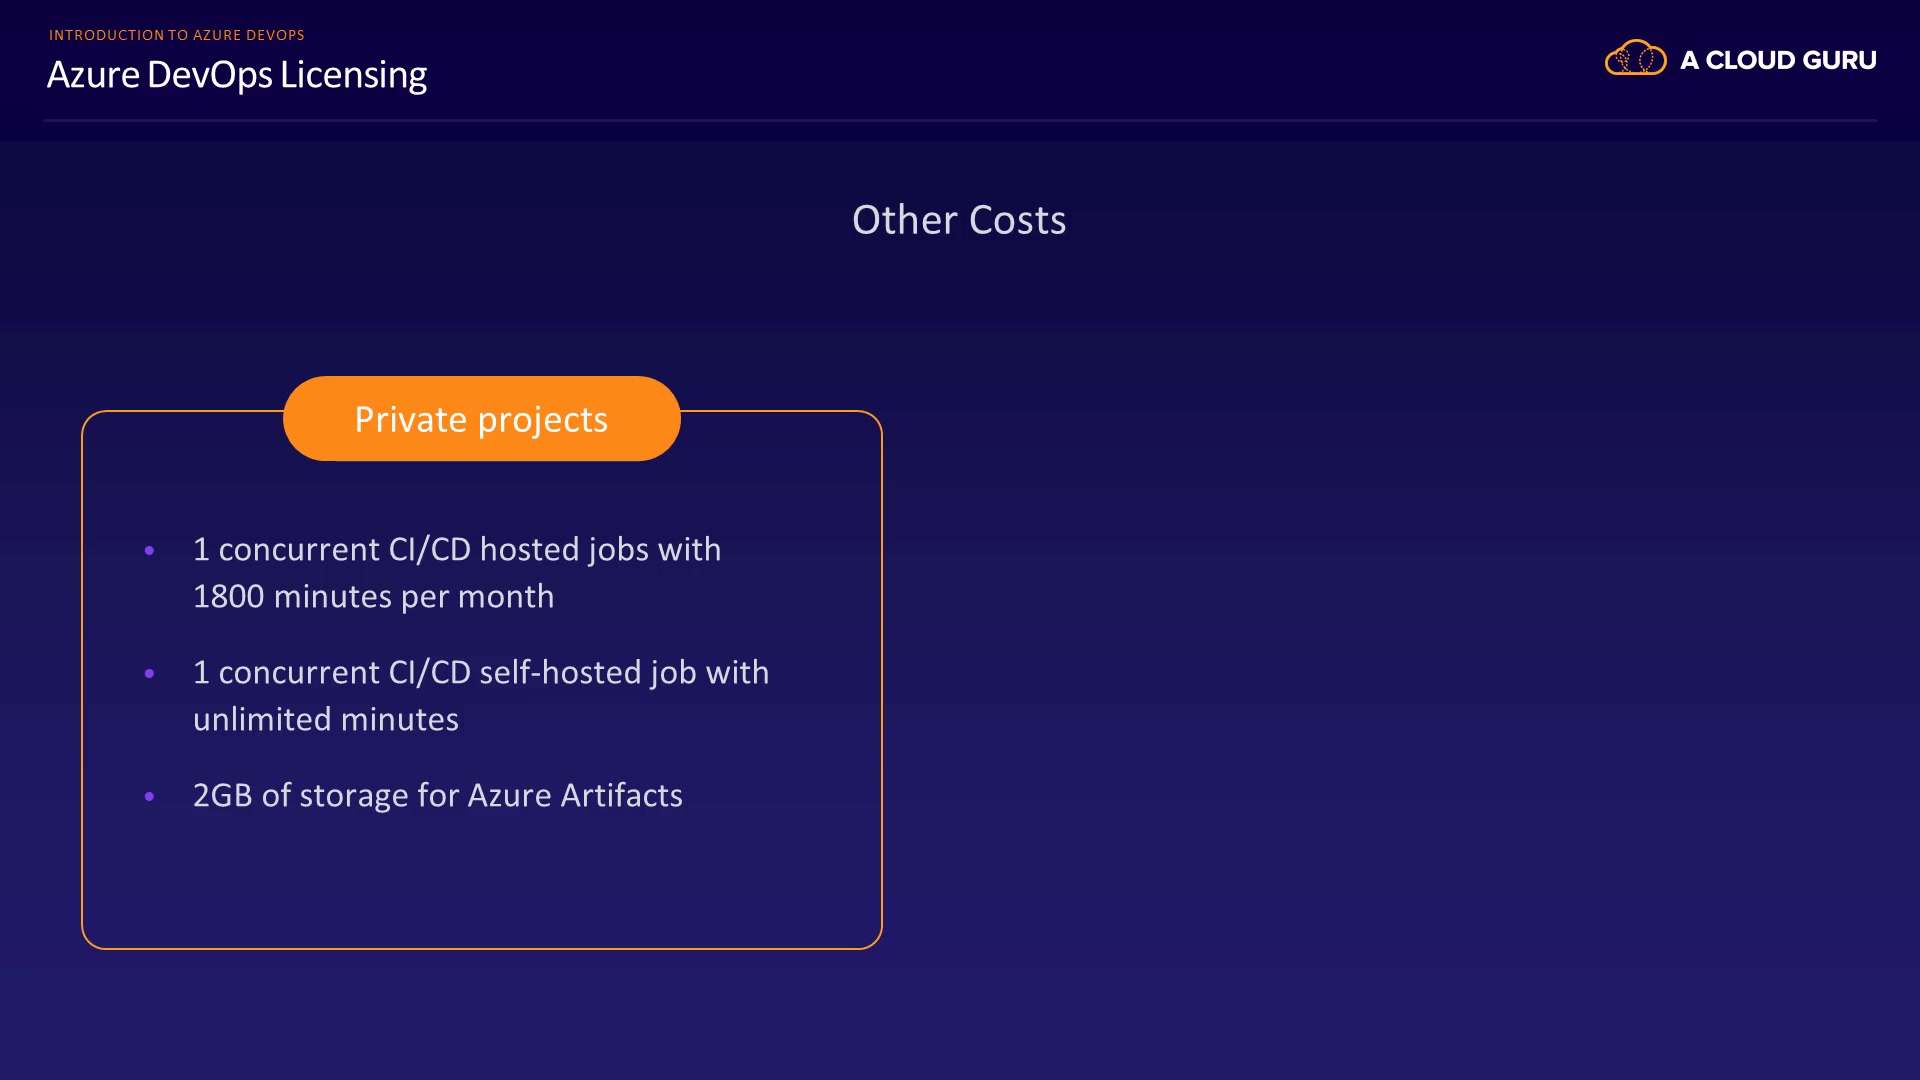 INTRODUCTION TO AZURE DEVOPS
Azure DevOps Licensing
A CLOUD GURU
Other Costs
Private projects
• 1 concurrent CI/CD hosted jobs with
1800 minutes per month
• 1 concurrent CI/CD self-hosted job with
unlimited minutes
• 2GB of storage for Azure Artifacts